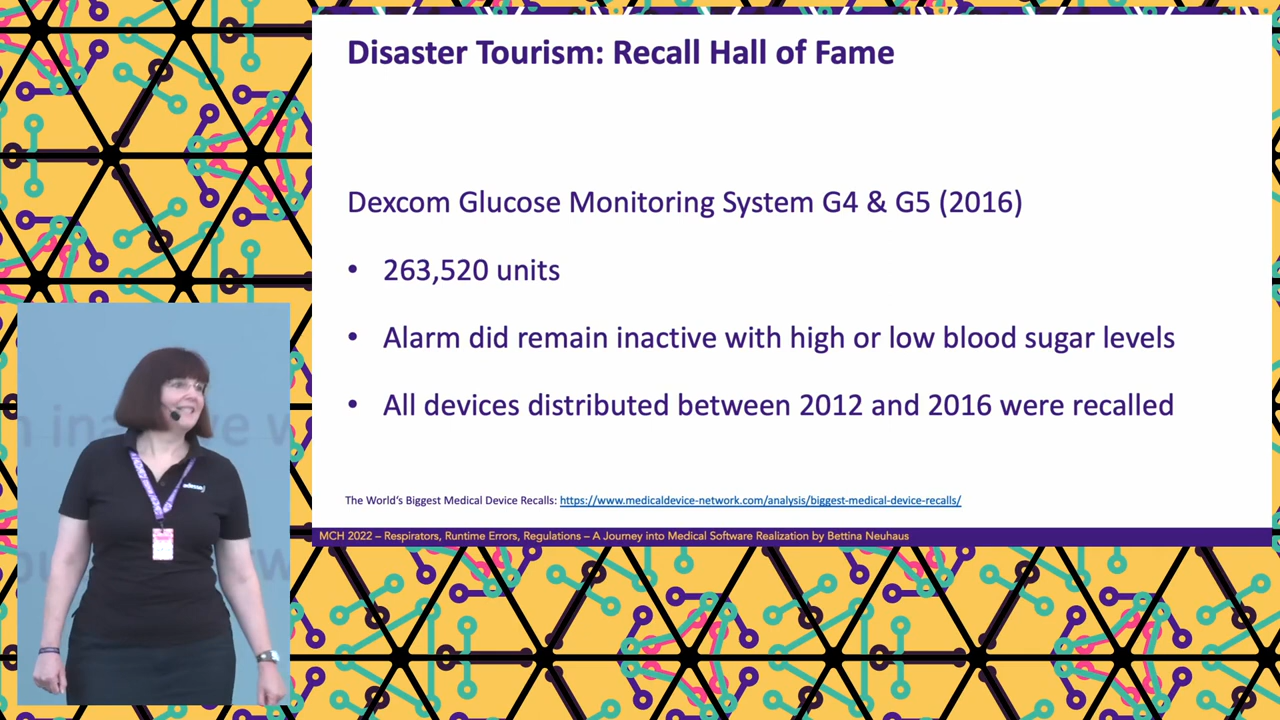 Disaster Tourism: Recall Hall of Fame
Dexcom Glucose Monitoring System G4 & G5 (2016)
• 263,520 units
• Alarm did remain inactive with high or low blood sugar levels
• All devices distributed between 2012 and 2016 were recalled
The World‘s Biggest Medical Device Recalls: https://www.medicaldevice-network.com/analysis/biggest-medical-device-recalls/
MCH 2022 – Respirators, Runtime Errors, Regulations – A Journey into Medical Software Realization by Bettina Neuhaus
adesso